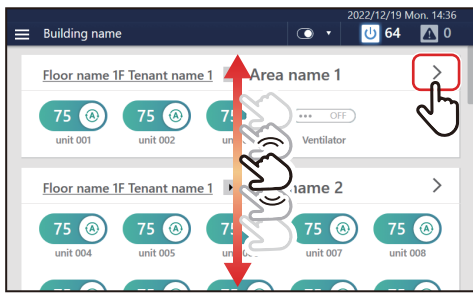 2022/12/19 Mon. 14:36
Building name 64 0
Floor name 1F Tenant name 1 Area name 1
75 75 75 ••• OFF
unit 001 unit 002 Ventilator
Floor name 1F Tenant name 1 name 2
75 75 75 75 75
unit 004 unit 005 unit 007 unit 008